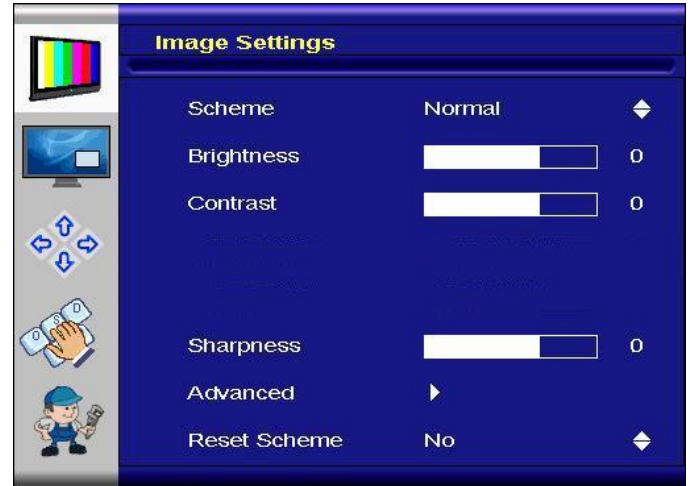 Image Settings
Scheme Normal
Brightness 0
Contrast 0
Sharpness 0
Advanced
Reset Scheme No
O S D